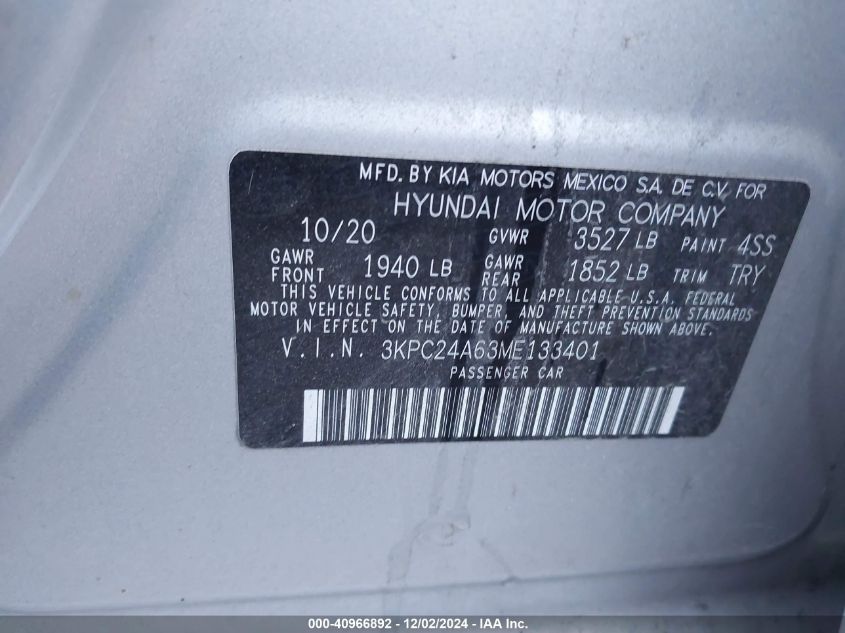 MFD. BY KIA MOTORS MEXICO S.A. DE C.V. FOR
HYUNDAI MOTOR COMPANY
10/20 GVWR 3527 LB PAINT 4SS
GAWR FRONT 1940 LB GAWR REAR 1852 LB TRIM TRY
THIS VEHICLE CONFORMS TO ALL APPLICABLE U.S.A. FEDERAL
MOTOR VEHICLE SAFETY, BUMPER, AND THEFT PREVENTION STANDARDS
IN EFFECT ON THE DATE OF MANUFACTURE SHOWN ABOVE.
V.I.N. 3KPC24A63ME133401
PASSENGER CAR
000-40966892 - 12/02/2024 - IAA Inc.